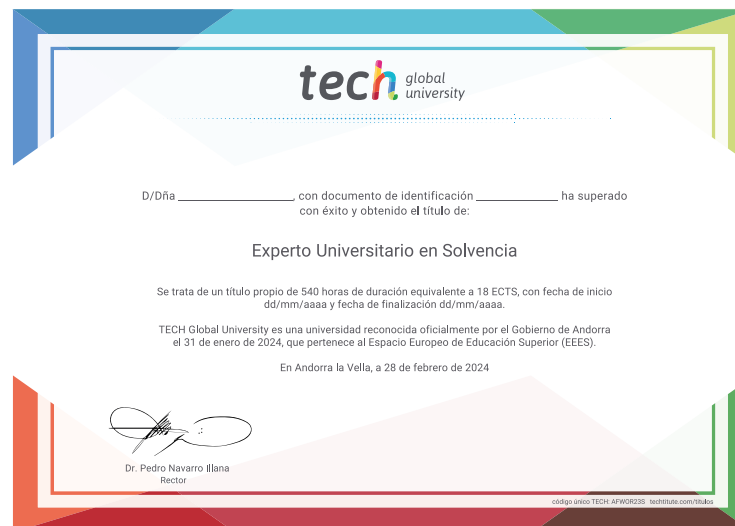 tech global university
D/Dña ____________________, con documento de identificación ______________ ha superado
con éxito y obtenido el título de:
Experto Universitario en Solvencia
Se trata de un título propio de 540 horas de duración equivalente a 18 ECTS, con fecha de inicio
dd/mm/aaaa y fecha de finalización dd/mm/aaaa.
TECH Global University es una universidad reconocida oficialmente por el Gobierno de Andorra
el 31 de enero de 2024, que pertenece al Espacio Europeo de Educación Superior (EEES).
En Andorra la Vella, a 28 de febrero de 2024
Dr. Pedro Navarro Illana
Rector
código único TECH: AFWOR23S techtitute.com/titulos